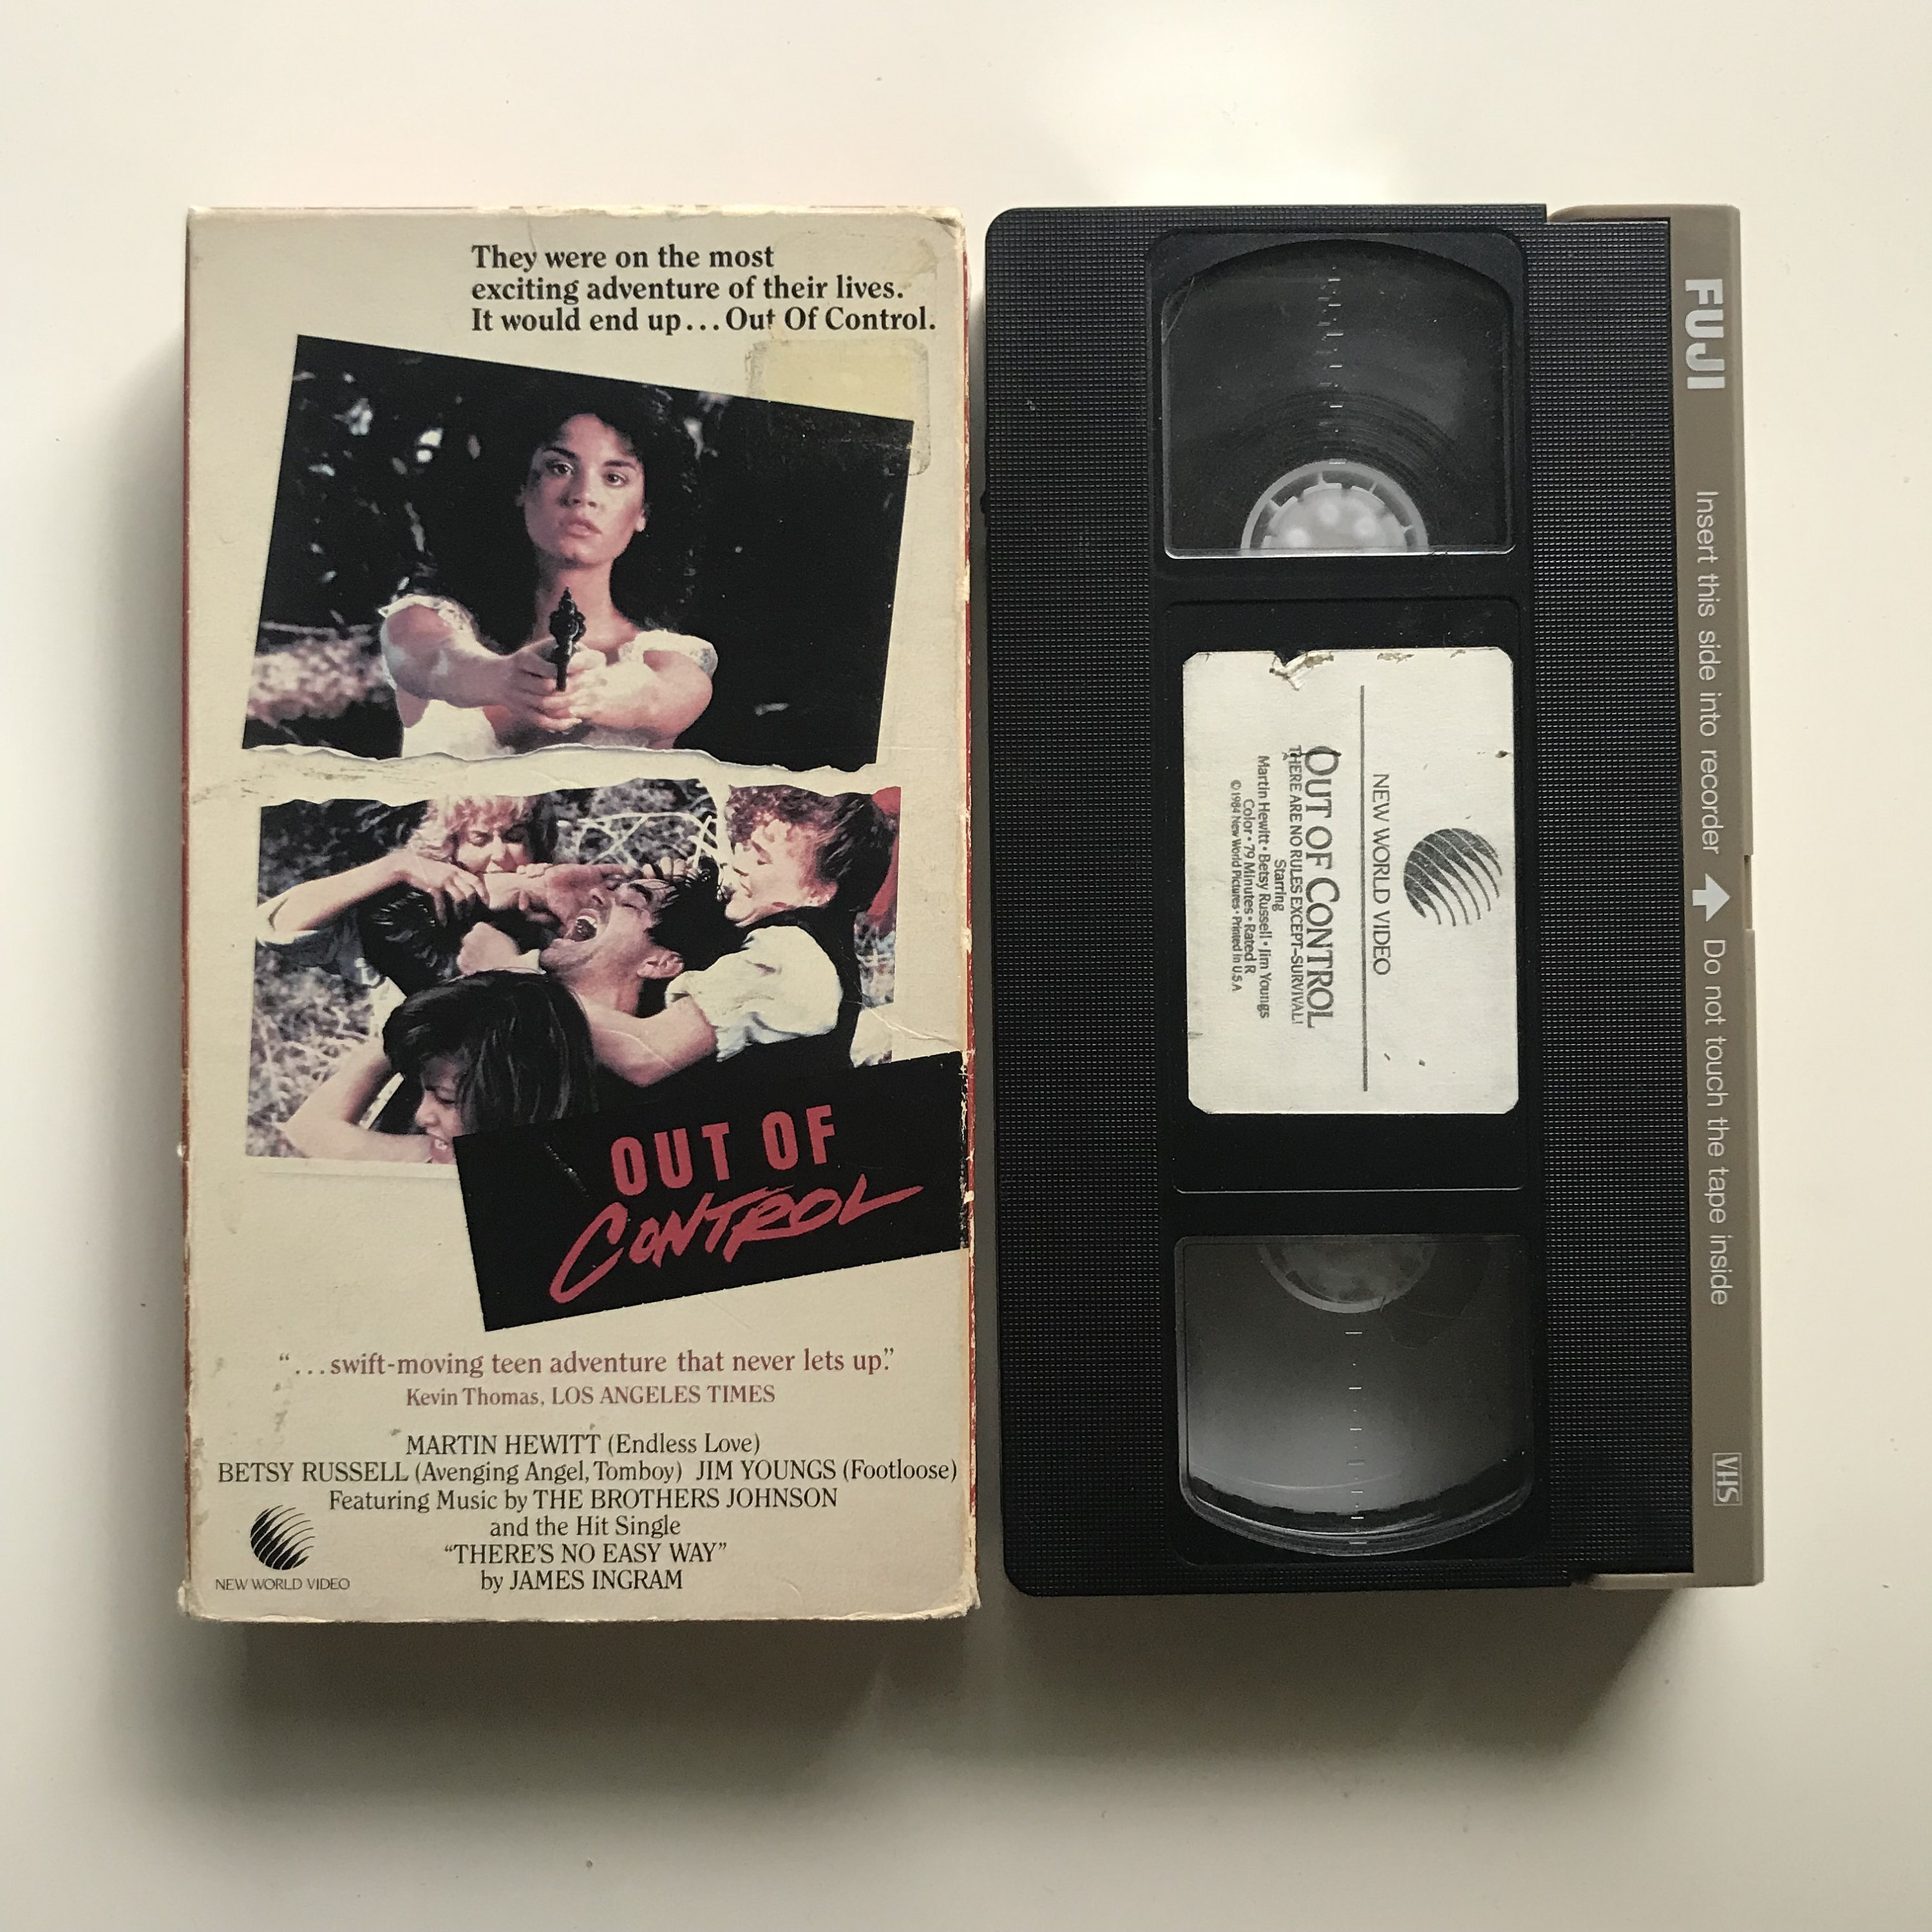 They were on the most
exciting adventure of their lives.
It would end up...Out Of Control.
OUT OF
CONTROL
“...swift-moving teen adventure that never lets up.”
Kevin Thomas, LOS ANGELES TIMES
MARTIN HEWITT (Endless Love)
BETSY RUSSELL (Avenging Angel, Tomboy) JIM YOUNGS (Footloose)
Featuring Music by THE BROTHERS JOHNSON
and the Hit Single
“THERE'S NO EASY WAY”
by JAMES INGRAM
NEW WORLD VIDEO
NEW WORLD VIDEO
OUT OF CONTROL
THERE ARE NO RULES EXCEPT–SURVIVAL!
Starring
Martin Hewitt • Betsy Russell • Jim Youngs
Color • 79 Minutes • Rated R
© 1984 New World Pictures • Printed in U.S.A
FUJI
Insert this side into recorder
Do not touch the tape inside
VHS